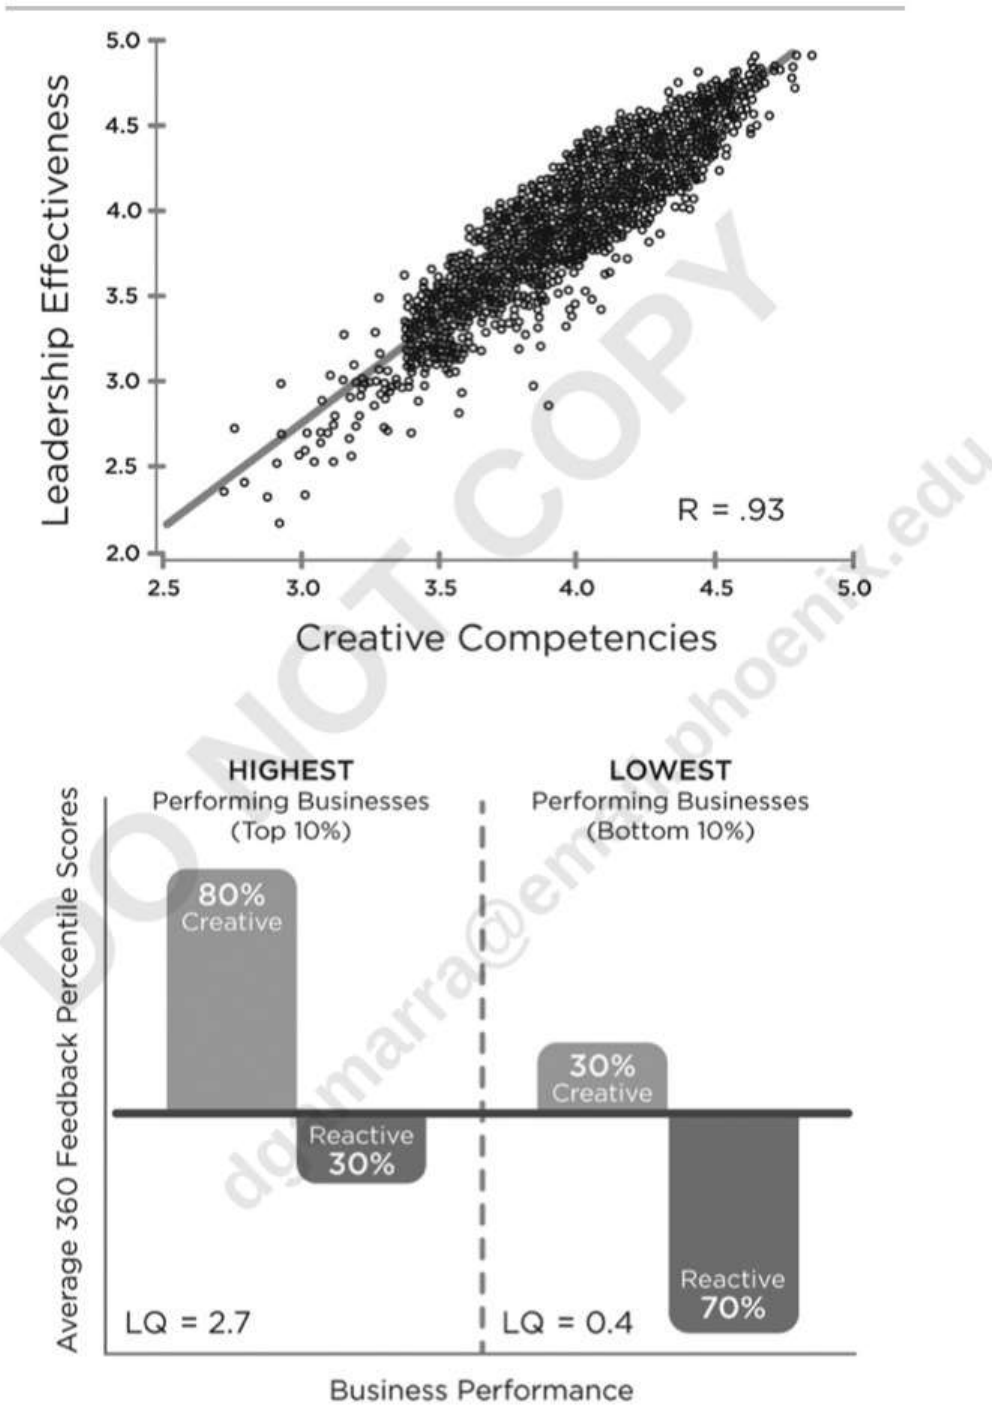 Leadership Effectiveness
5.0
4.5
4.0
3.5
3.0
2.5
2.0
R = .93
2.5 3.0 3.5 4.0 4.5 5.0
Creative Competencies
DO NOT COPY
Average 360 Feedback Percentile Scores
HIGHEST
Performing Businesses
(Top 10%)
80%
Creative
Reactive
30%
LQ = 2.7
LOWEST
Performing Businesses
(Bottom 10%)
30%
Creative
Reactive
70%
LQ = 0.4
Business Performance